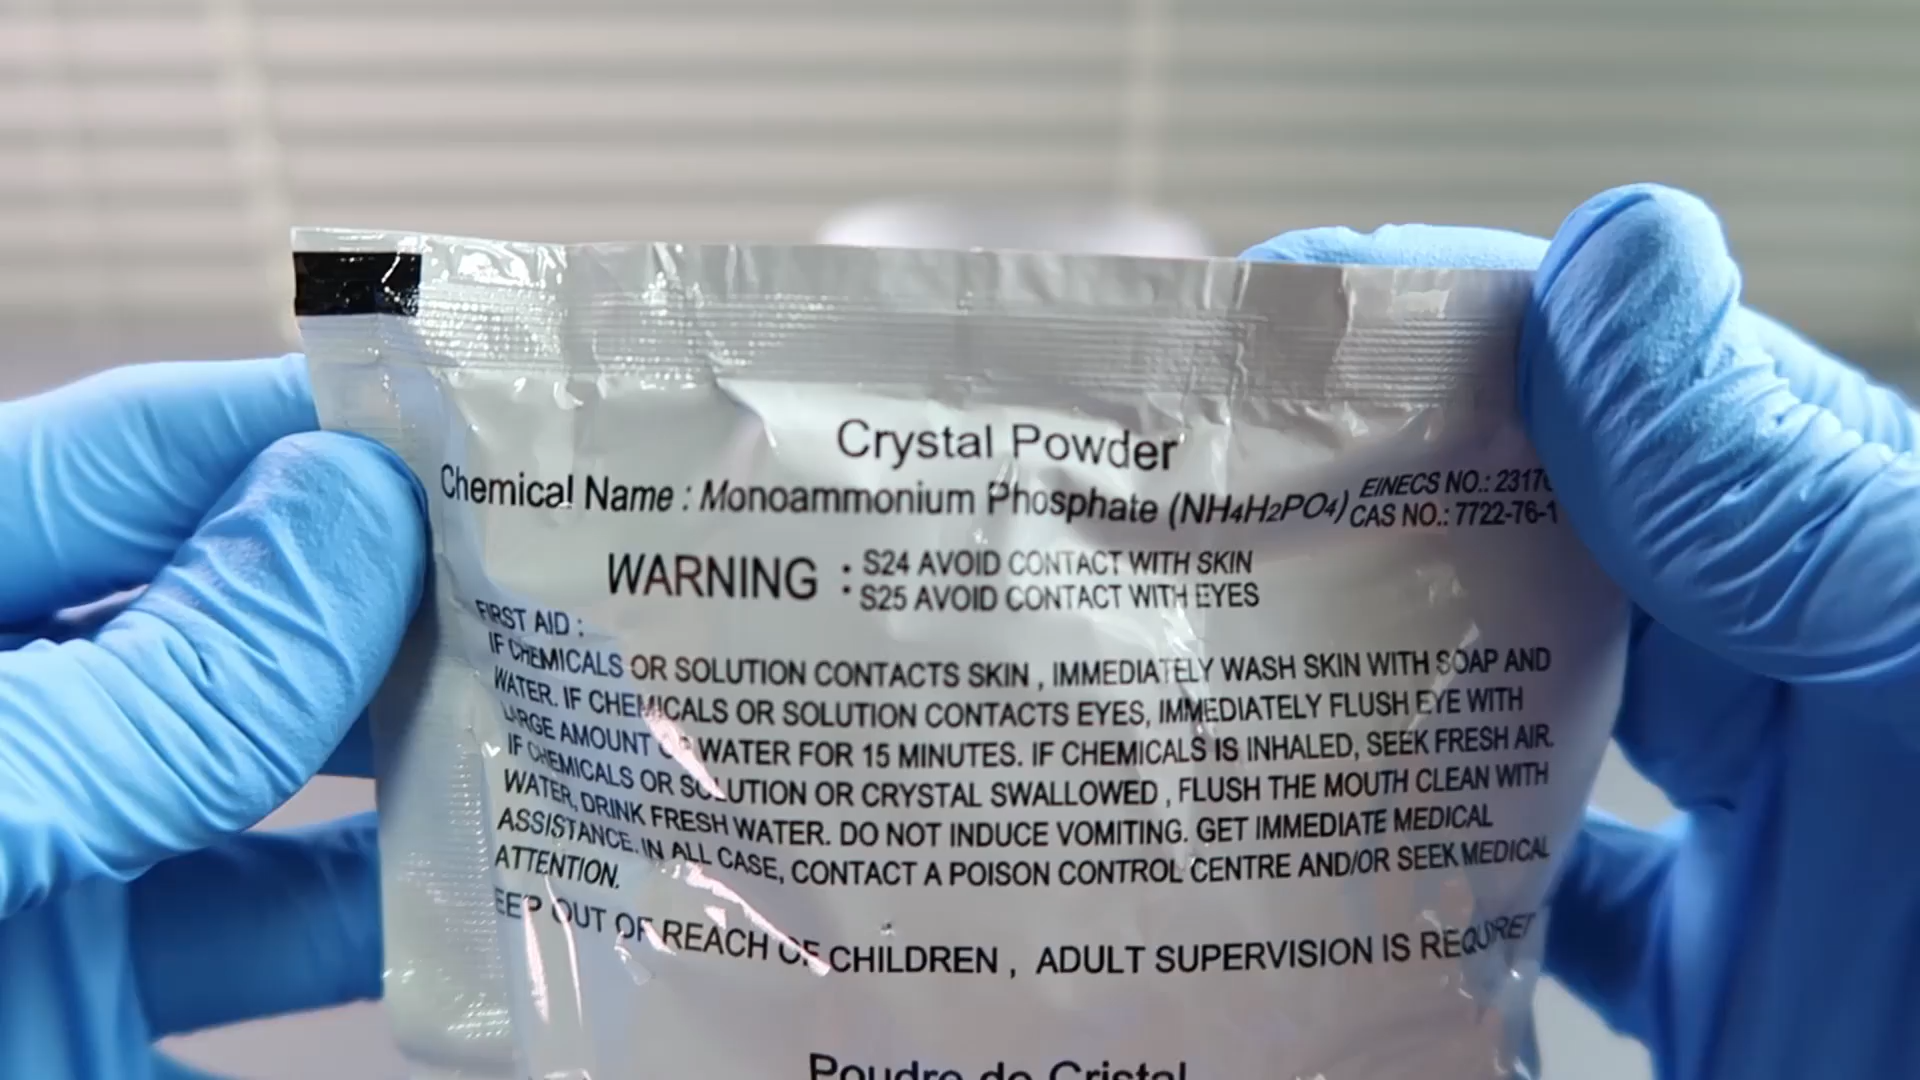 Crystal Powder
Chemical Name : Monoammonium Phosphate (NH4H2PO4)
EINECS NO.: 2317
CAS NO.: 7722-76-1
WARNING : S24 AVOID CONTACT WITH SKIN
: S25 AVOID CONTACT WITH EYES
FIRST AID :
IF CHEMICALS OR SOLUTION CONTACTS SKIN , IMMEDIATELY WASH SKIN WITH SOAP AND
WATER. IF CHEMICALS OR SOLUTION CONTACTS EYES, IMMEDIATELY FLUSH EYE WITH
LARGE AMOUNT OF WATER FOR 15 MINUTES. IF CHEMICALS IS INHALED, SEEK FRESH AIR.
IF CHEMICALS OR SOLUTION OR CRYSTAL SWALLOWED , FLUSH THE MOUTH CLEAN WITH
WATER, DRINK FRESH WATER. DO NOT INDUCE VOMITING. GET IMMEDIATE MEDICAL
ASSISTANCE. IN ALL CASE, CONTACT A POISON CONTROL CENTRE AND/OR SEEK MEDICAL
ATTENTION.
EEP OUT OF REACH OF CHILDREN , ADULT SUPERVISION IS REQUIRED
Poudre de Cristal